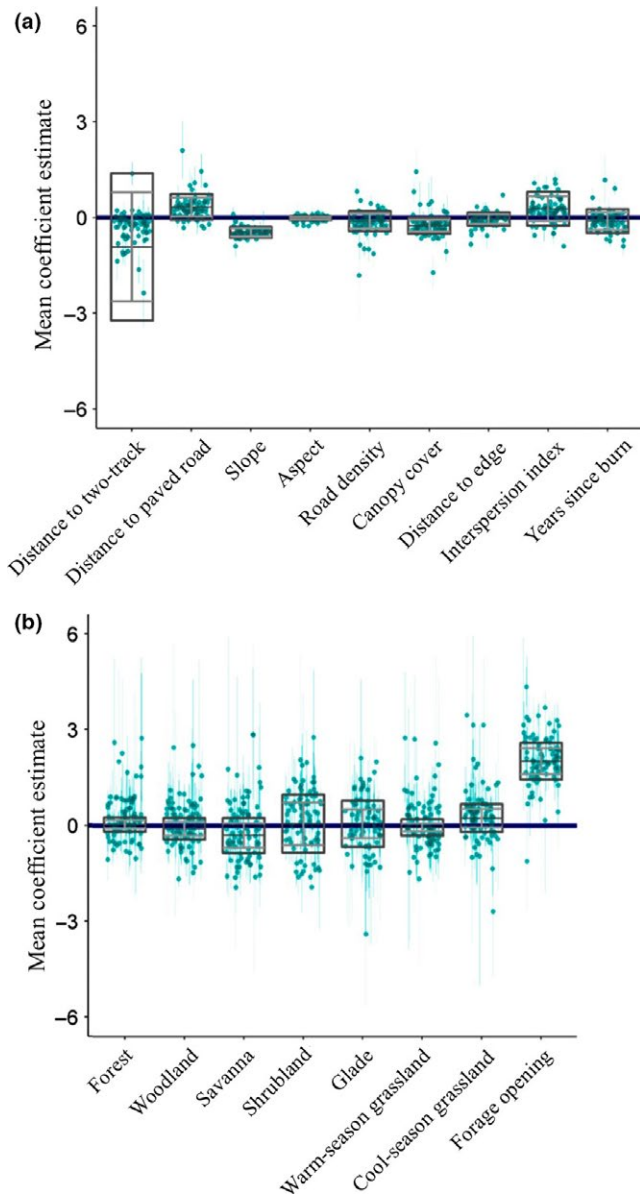 (a)
6
3
0
−3
−6
Mean coefficient estimate
Distance to two-track
Distance to paved road
Slope
Aspect
Road density
Canopy cover
Distance to edge
Interspersion index
Years since burn
(b)
6
3
0
−3
−6
Mean coefficient estimate
Forest
Woodland
Savanna
Shrubland
Glade
Warm-season grassland
Cool-season grassland
Forage opening